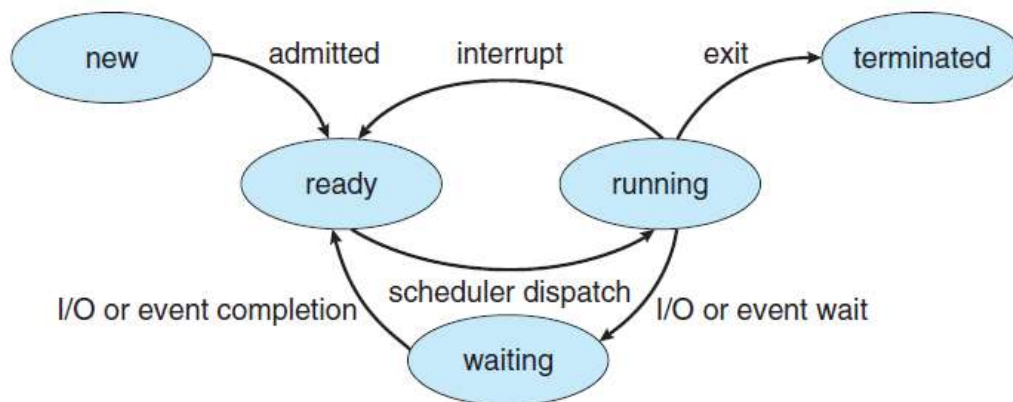 new
admitted
interrupt
exit
terminated
ready
running
I/O or event completion
scheduler dispatch
I/O or event wait
waiting